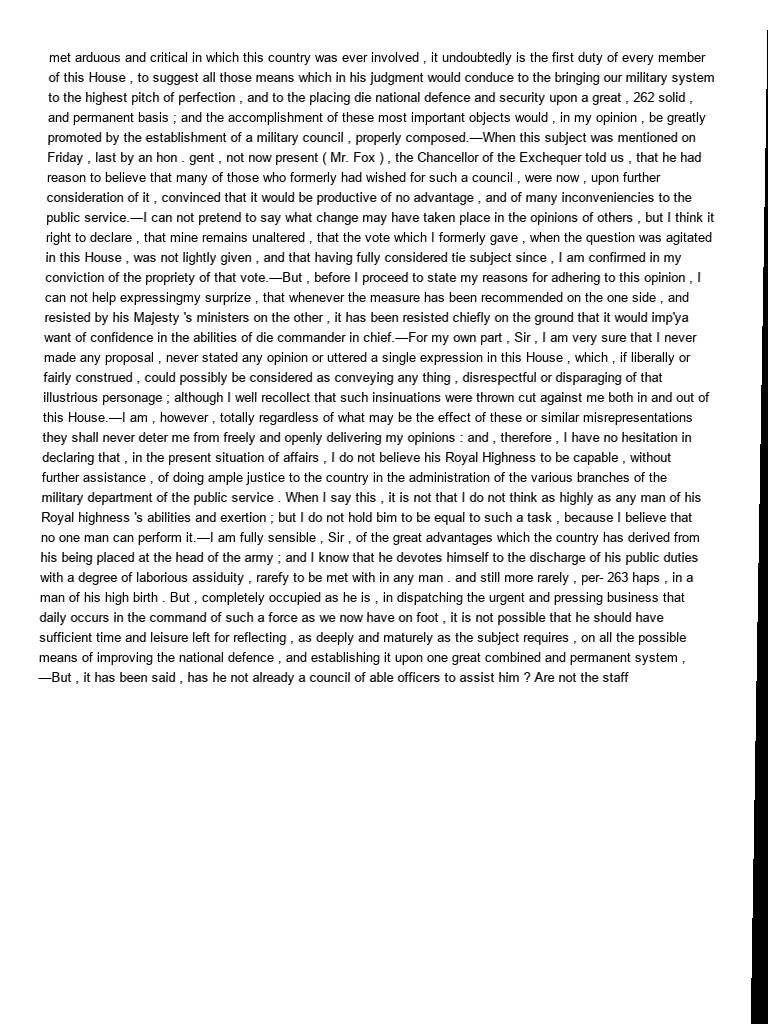 met arduous and critical in which this country was ever involved , it undoubtedly is the first duty of every member
of this House , to suggest all those means which in his judgment would conduce to the bringing our military system
to the highest pitch of perfection , and to the placing die national defence and security upon a great , 262 solid ,
and permanent basis ; and the accomplishment of these most important objects would , in my opinion , be greatly
promoted by the establishment of a military council , properly composed.—When this subject was mentioned on
Friday , last by an hon . gent , not now present ( Mr. Fox ) , the Chancellor of the Exchequer told us , that he had
reason to believe that many of those who formerly had wished for such a council , were now , upon further
consideration of it , convinced that it would be productive of no advantage , and of many inconveniencies to the
public service.—I can not pretend to say what change may have taken place in the opinions of others , but I think it
right to declare , that mine remains unaltered , that the vote which I formerly gave , when the question was agitated
in this House , was not lightly given , and that having fully considered tie subject since , I am confirmed in my
conviction of the propriety of that vote.—But , before I proceed to state my reasons for adhering to this opinion , I
can not help expressingmy surprize , that whenever the measure has been recommended on the one side , and
resisted by his Majesty 's ministers on the other , it has been resisted chiefly on the ground that it would imp'ya
want of confidence in the abilities of die commander in chief.—For my own part , Sir , I am very sure that I never
made any proposal , never stated any opinion or uttered a single expression in this House , which , if liberally or
fairly construed , could possibly be considered as conveying any thing , disrespectful or disparaging of that
illustrious personage ; although I well recollect that such insinuations were thrown cut against me both in and out of
this House.—I am , however , totally regardless of what may be the effect of these or similar misrepresentations
they shall never deter me from freely and openly delivering my opinions : and , therefore , I have no hesitation in
declaring that , in the present situation of affairs , I do not believe his Royal Highness to be capable , without
further assistance , of doing ample justice to the country in the administration of the various branches of the
military department of the public service . When I say this , it is not that I do not think as highly as any man of his
Royal highness 's abilities and exertion ; but I do not hold bim to be equal to such a task , because I believe that
no one man can perform it.—I am fully sensible , Sir , of the great advantages which the country has derived from
his being placed at the head of the army ; and I know that he devotes himself to the discharge of his public duties
with a degree of laborious assiduity , rarefy to be met with in any man . and still more rarely , per- 263 haps , in a
man of his high birth . But , completely occupied as he is , in dispatching the urgent and pressing business that
daily occurs in the command of such a force as we now have on foot , it is not possible that he should have
sufficient time and leisure left for reflecting , as deeply and maturely as the subject requires , on all the possible
means of improving the national defence , and establishing it upon one great combined and permanent system ,
—But , it has been said , has he not already a council of able officers to assist him ? Are not the staff